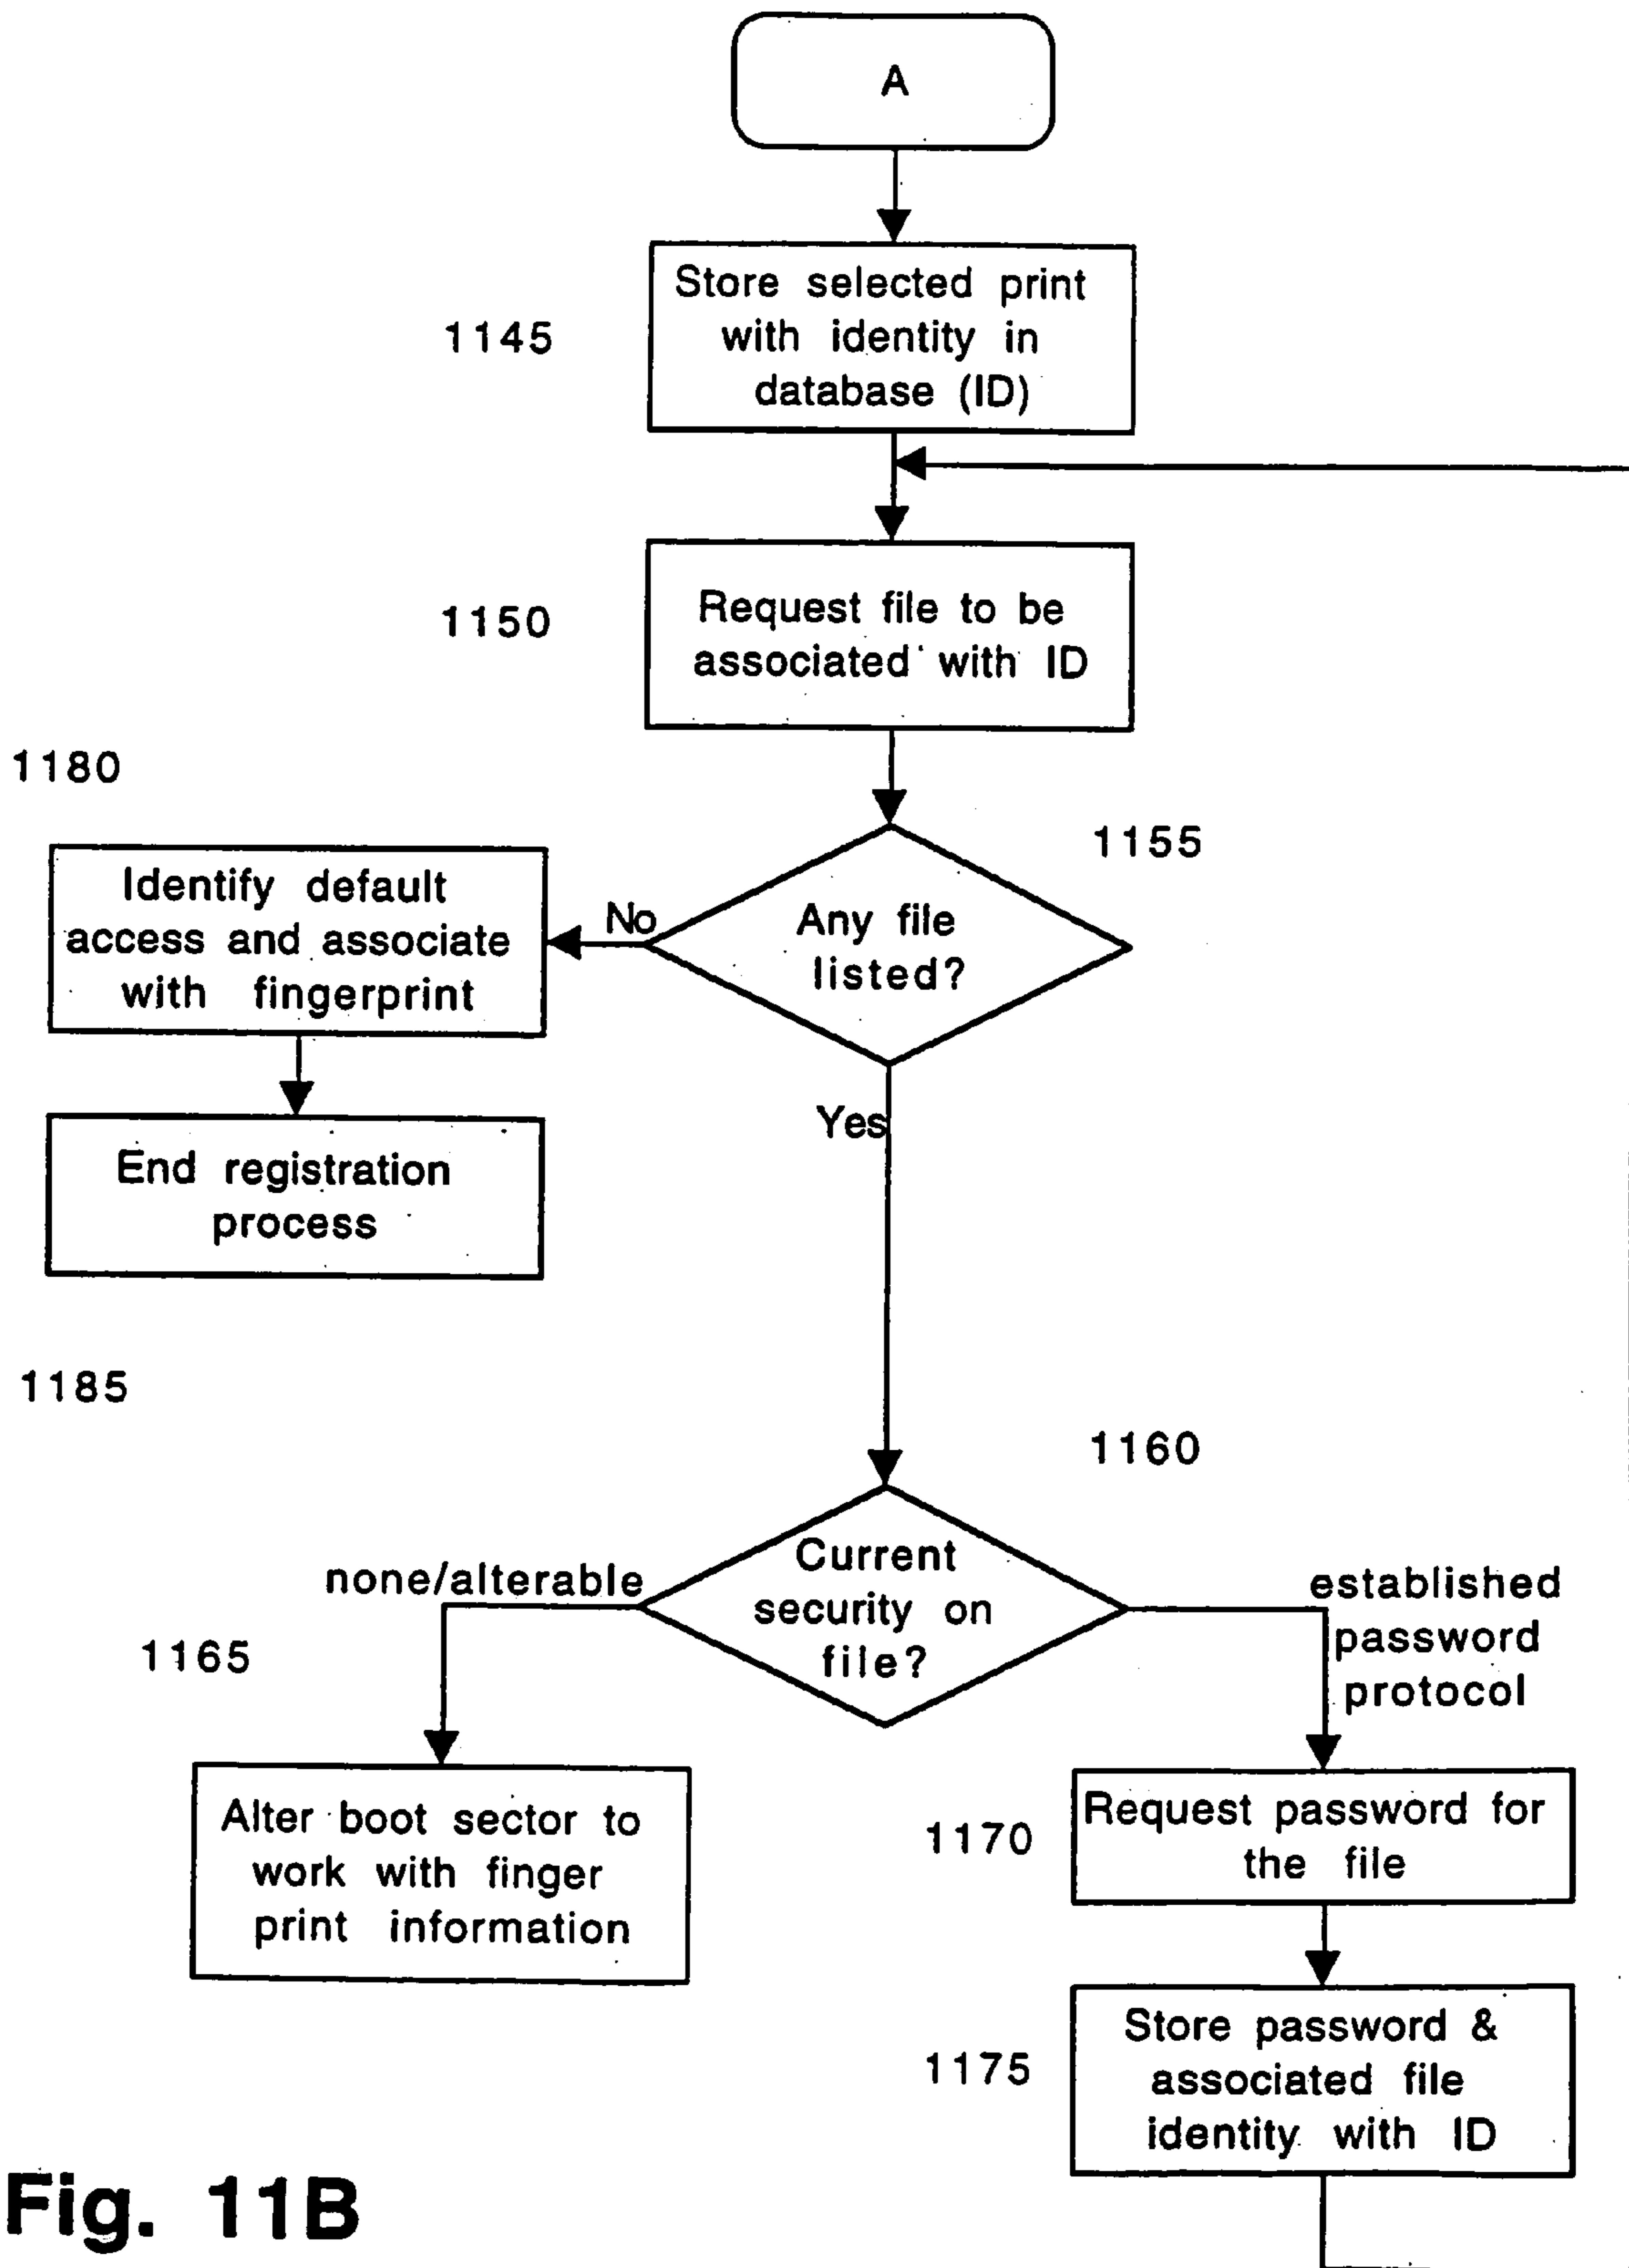 A
1145
Store selected print
with identity in
database (ID)
1150
Request file to be
associated with ID
1180
1155
Identify default
access and associate
with fingerprint
No
Any file
listed?
Yes
End registration
process
1185
1160
Current
security on
file?
none/alterable
established
password
protocol
1165
Alter boot sector to
work with finger
print information
1170
Request password for
the file
1175
Store password &
associated file
identity with ID
Fig. 11B